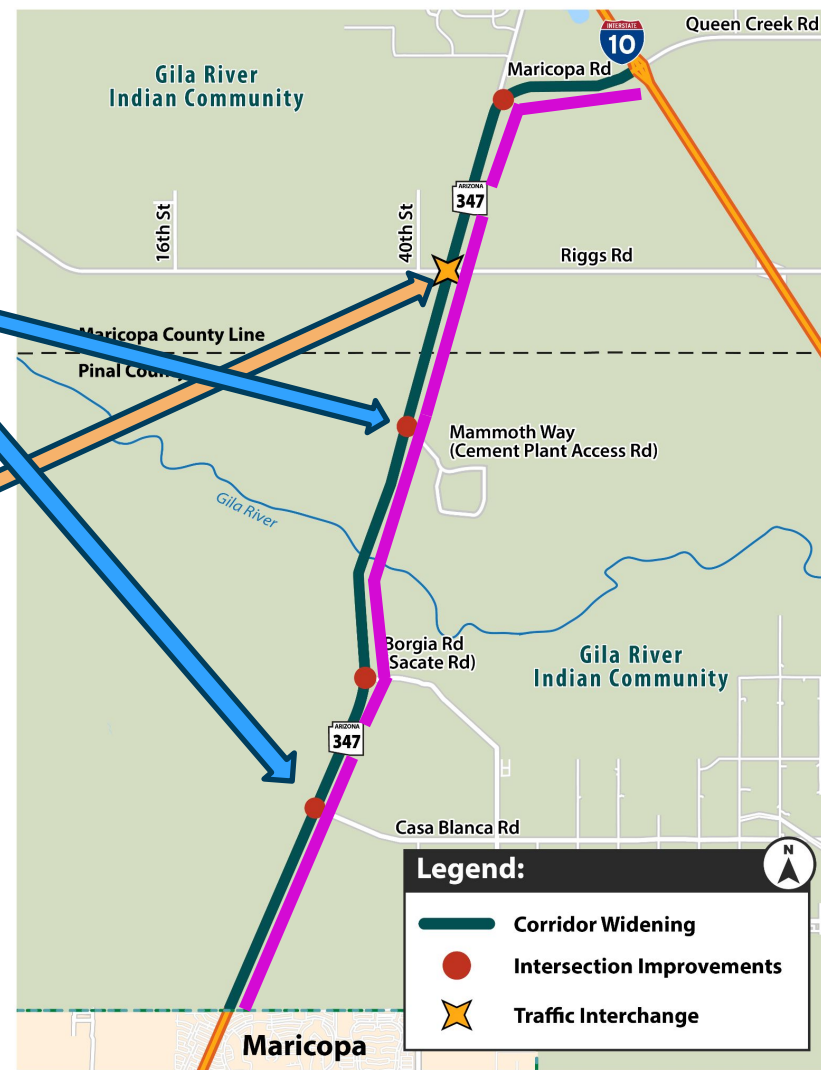 Queen Creek Rd
INTERSTATE
10
Maricopa Rd
Gila River
Indian Community
ARIZONA
347
16th St
40th St
Riggs Rd
Maricopa County Line
Pinal County
Mammoth Way
(Cement Plant Access Rd)
Gila River
Borgia Rd
Sacate Rd)
Gila River
Indian Community
ARIZONA
347
Casa Blanca Rd
N
Legend:
Corridor Widening
Intersection Improvements
Traffic Interchange
Maricopa